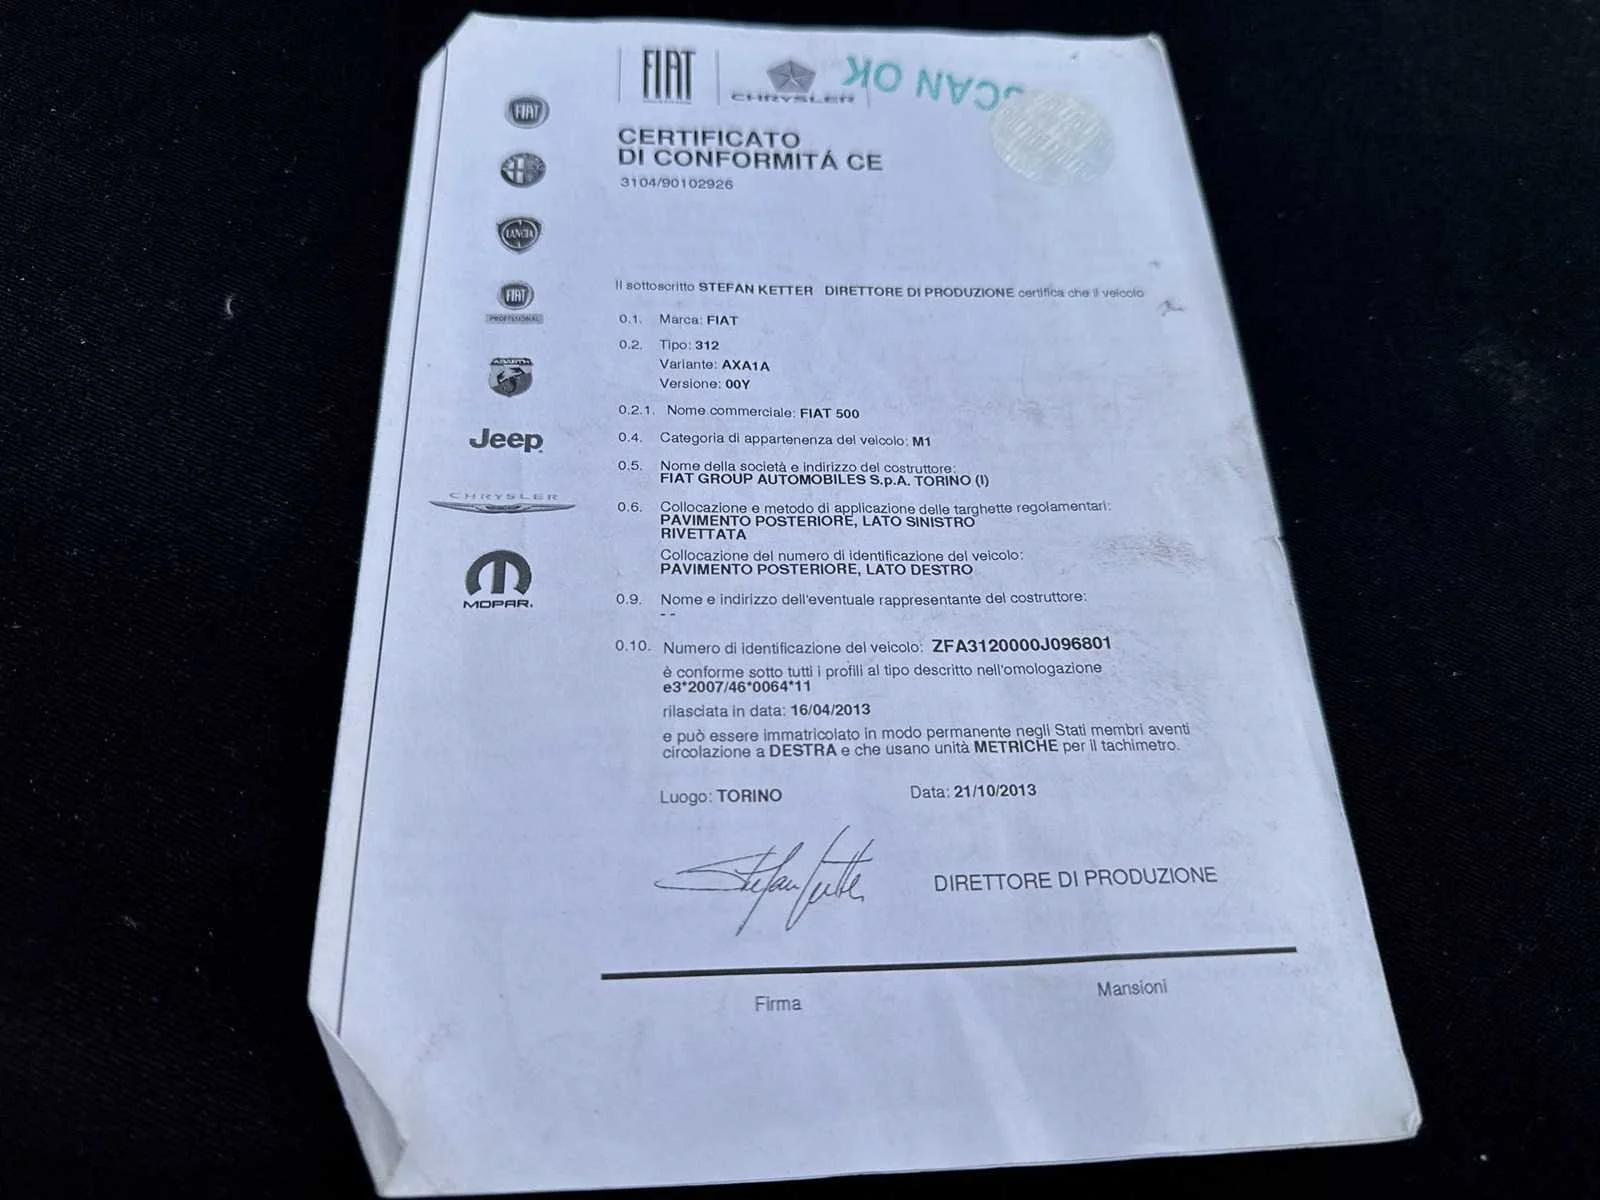 FIAT
CHRYSLER
SCAN OK
FIAT
LANCIA
FIAT
PROFESSIONAL
ABARTH
Jeep
CHRYSLER
MOPAR.
CERTIFICATO
DI CONFORMITÁ CE
3104/90102926
Il sottoscritto STEFAN KETTER DIRETTORE DI PRODUZIONE certifica che il veicolo
0.1. Marca: FIAT
0.2. Tipo: 312
Variante: AXA1A
Versione: 00Y
0.2.1. Nome commerciale: FIAT 500
0.4. Categoria di appartenenza del veicolo: M1
0.5. Nome della società e indirizzo del costruttore:
FIAT GROUP AUTOMOBILES S.p.A. TORINO (I)
0.6. Collocazione e metodo di applicazione delle targhette regolamentari:
PAVIMENTO POSTERIORE, LATO SINISTRO
RIVETTATA
Collocazione del numero di identificazione del veicolo:
PAVIMENTO POSTERIORE, LATO DESTRO
0.9. Nome e indirizzo dell'eventuale rappresentante del costruttore:
- -
0.10. Numero di identificazione del veicolo: ZFA3120000J096801
è conforme sotto tutti i profili al tipo descritto nell'omologazione
e3*2007/46*0064*11
rilasciata in data: 16/04/2013
e può essere immatricolato in modo permanente negli Stati membri aventi
circolazione a DESTRA e che usano unità METRICHE per il tachimetro.
Luogo: TORINO Data: 21/10/2013
Stefan Ketter
DIRETTORE DI PRODUZIONE
Firma Mansioni